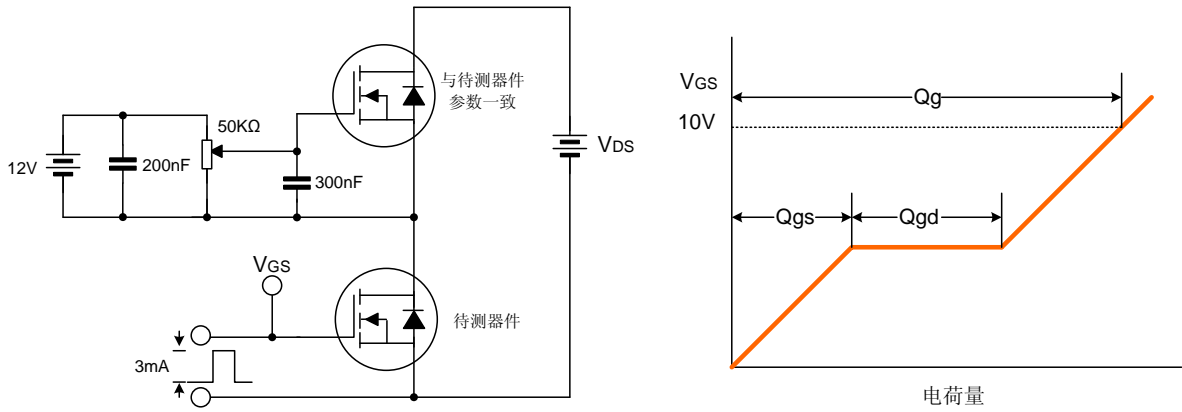 与待测器件
参数一致
50KΩ
12V
200nF
300nF
VDS
VGS
待测器件
3mA
VGS
10V
Qg
Qgs
Qgd
电荷量